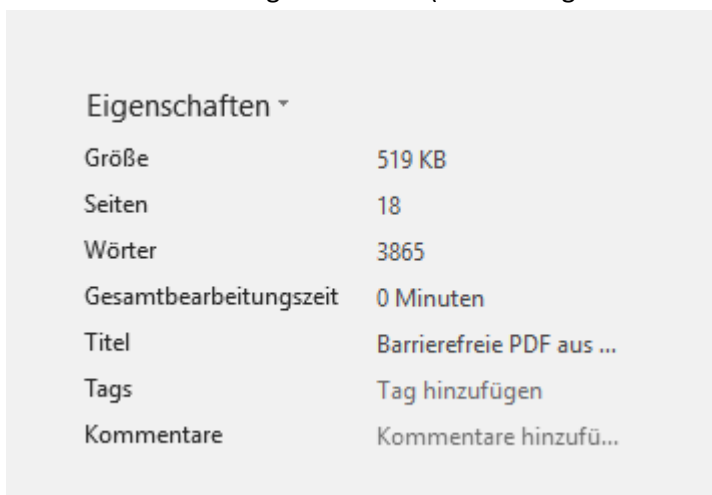 Eigenschaften
Größe 519 KB
Seiten 18
Wörter 3865
Gesamtbearbeitungszeit 0 Minuten
Titel Barrierefreie PDF aus ...
Tags Tag hinzufügen
Kommentare Kommentare hinzufü...